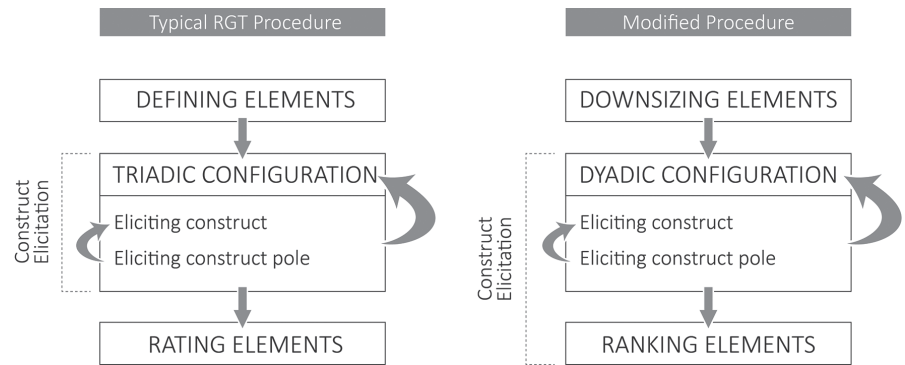 Typical RGT Procedure
DEFINING ELEMENTS
Construct
Elicitation
TRIADIC CONFIGURATION
Eliciting construct
Eliciting construct pole
RATING ELEMENTS
Modified Procedure
DOWNSIZING ELEMENTS
Construct
Elicitation
DYADIC CONFIGURATION
Eliciting construct
Eliciting construct pole
RANKING ELEMENTS